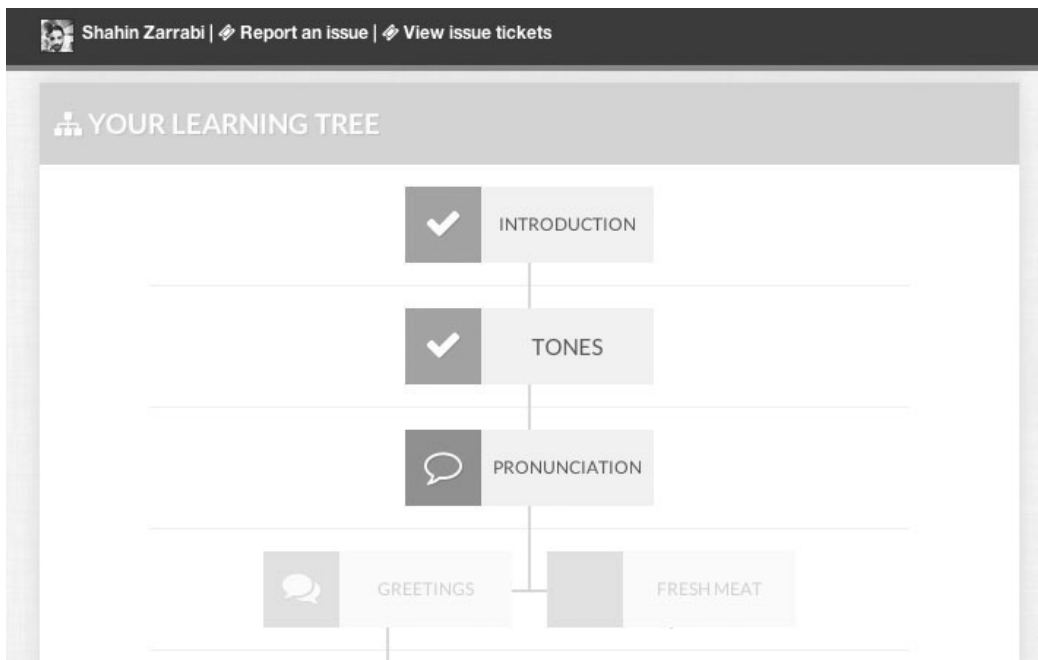 Shahin Zarrabi | Report an issue | View issue tickets
YOUR LEARNING TREE
INTRODUCTION
TONES
PRONUNCIATION
GREETINGS FRESH MEAT